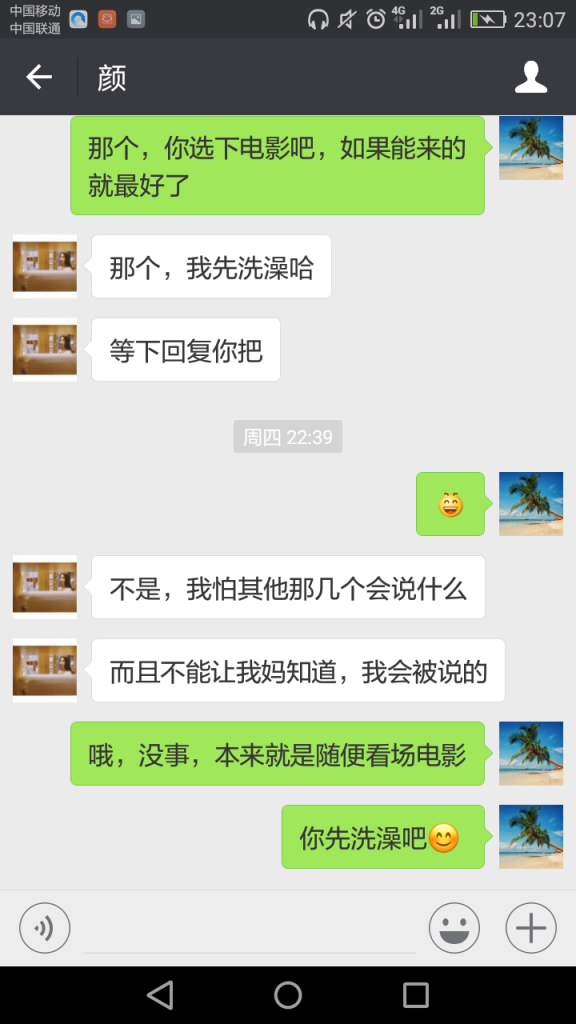 中国移动
中国联通
4G
2G
23:07
颜
那个，你选下电影吧，如果能来的
就最好了
那个，我先洗澡哈
等下回复你把
周四 22:39
不是，我怕其他那几个会说什么
而且不能让我妈知道，我会被说的
哦，没事，本来就是随便看场电影
你先洗澡吧😊